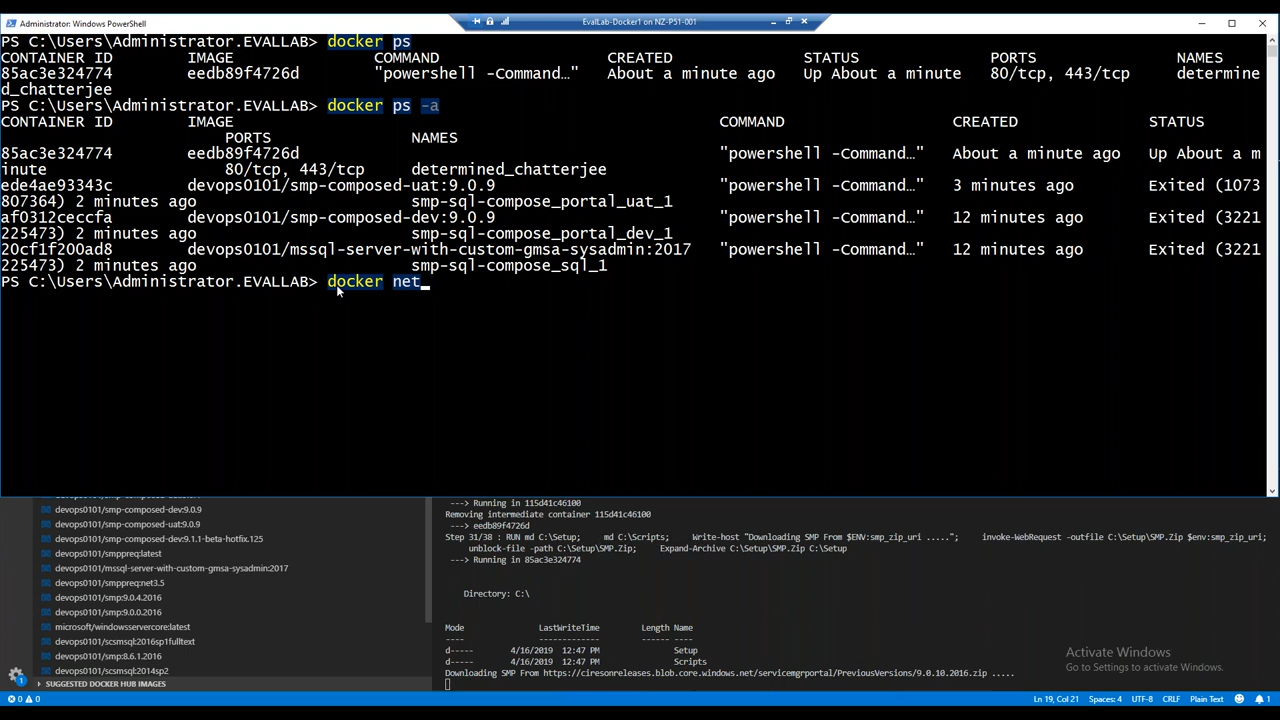 Administrator: Windows PowerShell
EvalLab-Docker1 on NZ-P51-001
PS C:\Users\Administrator.EVALLAB> docker ps
CONTAINER ID IMAGE COMMAND CREATED STATUS PORTS NAMES
85ac3e324774 eedb89f4726d "powershell -Command…" About a minute ago Up About a minute 80/tcp, 443/tcp determine
d_chatterjee
PS C:\Users\Administrator.EVALLAB> docker ps -a
CONTAINER ID IMAGE COMMAND CREATED STATUS
PORTS NAMES
85ac3e324774 eedb89f4726d "powershell -Command…" About a minute ago Up About a m
inute 80/tcp, 443/tcp determined_chatterjee
ede4ae93343c devops0101/smp-composed-uat:9.0.9 "powershell -Command…" 3 minutes ago Exited (1073
807364) 2 minutes ago smp-sql-compose_portal_uat_1
af0312ceccfa devops0101/smp-composed-dev:9.0.9 "powershell -Command…" 12 minutes ago Exited (3221
225473) 2 minutes ago smp-sql-compose_portal_dev_1
20cf1f200ad8 devops0101/mssql-server-with-custom-gmsa-sysadmin:2017 "powershell -Command…" 12 minutes ago Exited (3221
225473) 2 minutes ago smp-sql-compose_sql_1
PS C:\Users\Administrator.EVALLAB> docker net
devops0101/smp-composed-dev:9.0.9
devops0101/smp-composed-uat:9.0.9
devops0101/smp-composed-dev:9.1.1-beta-hotfix.125
devops0101/smppreq:latest
devops0101/mssql-server-with-custom-gmsa-sysadmin:2017
devops0101/smppreq:net3.5
devops0101/smp:9.0.4.2016
devops0101/smp:9.0.0.2016
microsoft/windowsservercore:latest
devops0101/scsmsql:2016sp1fulltext
devops0101/smp:8.6.1.2016
devops0101/scsmsql:2014sp2
SUGGESTED DOCKER HUB IMAGES
---> Running in 115d41c46100
Removing intermediate container 115d41c46100
---> eedb89f4726d
Step 31/38 : RUN md C:\Setup; md C:\Scripts; Write-host "Downloading SMP From $ENV:smp_zip_uri ....."; invoke-WebRequest -outfile C:\Setup\SMP.Zip $env:smp_zip_uri;
unblock-file -path C:\Setup\SMP.Zip; Expand-Archive C:\Setup\SMP.Zip C:\Setup
---> Running in 85ac3e324774
Directory: C:\
Mode LastWriteTime Length Name
---- ------------- ------ ----
d----- 4/16/2019 12:47 PM Setup
d----- 4/16/2019 12:47 PM Scripts
Downloading SMP From https://ciresonreleases.blob.core.windows.net/servicemgrportal/PreviousVersions/9.0.10.2016.zip .....
Activate Windows
Go to Settings to activate Windows.
1
0 0
Ln 19, Col 21 Spaces: 4 UTF-8 CRLF Plain Text 1